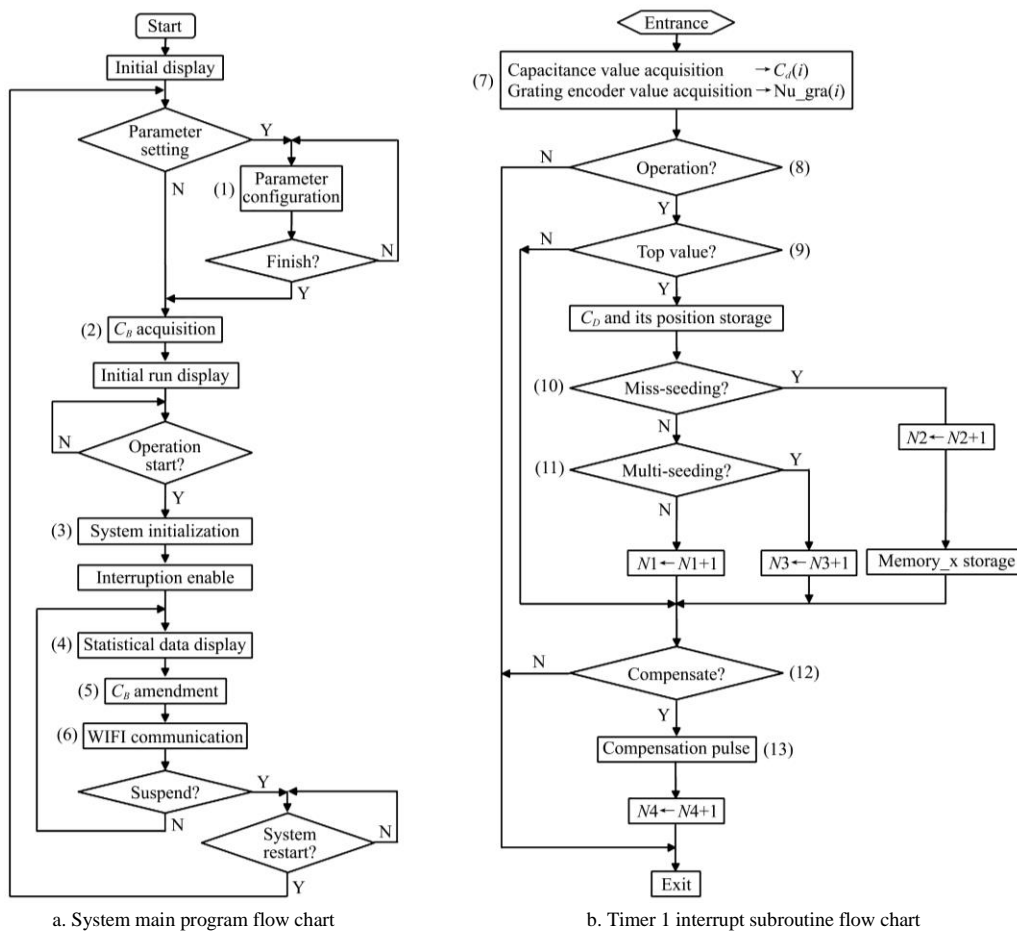 Start
Initial display
Parameter
setting
Y
N
(1)
Parameter
configuration
Finish?
N
Y
(2)
C_B acquisition
Initial run display
Operation
start?
N
Y
(3)
System initialization
Interruption enable
(4)
Statistical data display
(5)
C_B amendment
(6)
WIFI communication
Suspend?
Y
N
System
restart?
N
Y
a. System main program flow chart
Entrance
(7)
Capacitance value acquisition →C_d(i)
Grating encoder value acquisition→Nu_gra(i)
N
Operation?
(8)
Y
N
Top value?
(9)
Y
C_D and its position storage
(10)
Miss-seeding?
Y
N
N2←N2+1
(11)
Multi-seeding?
Y
N
N1←N1+1
N3←N3+1
Memory_x storage
N
Compensate?
(12)
Y
Compensation pulse
(13)
N4←N4+1
Exit
b. Timer 1 interrupt subroutine flow chart